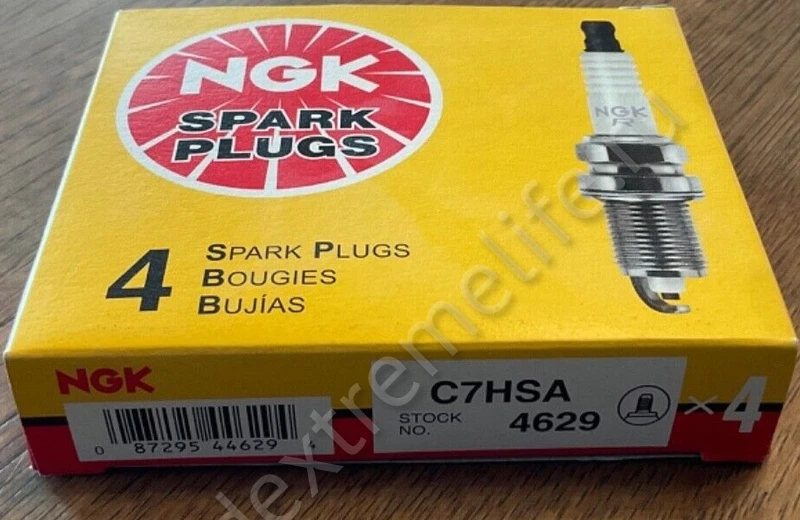 NGK
SPARK
PLUGS
NGK
R
4
SPARK PLUGS
BOUGIES
BUJÍAS
NGK
C7HSA
STOCK
NO.
4629
× 4
0 87295 44629 4